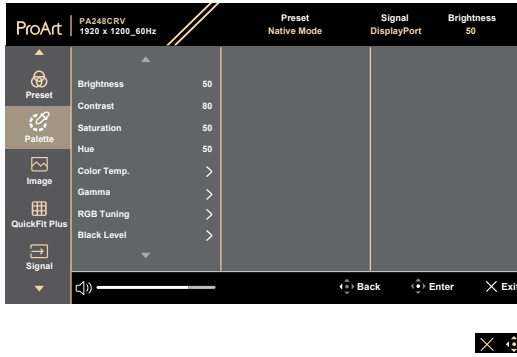 ProArt
PA248CRV
1920 x 1200_60Hz
Preset
Native Mode
Signal
DisplayPort
Brightness
50
Preset
Palette
Image
QuickFit Plus
Signal
Brightness 50
Contrast 80
Saturation 50
Hue 50
Color Temp.
Gamma
RGB Tuning
Black Level
Back
Enter
Exit